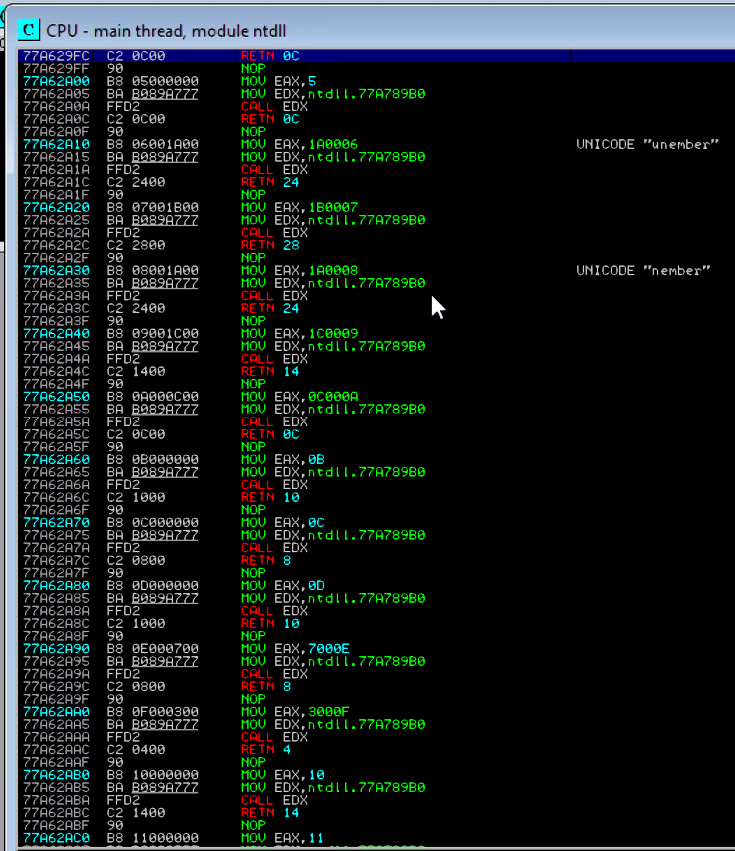 C CPU - main thread, module ntdll
77A629FC C2 0C00 RETN 0C
77A629FF 90 NOP
77A62A00 B8 05000000 MOV EAX,5
77A62A05 BA B089A777 MOV EDX,ntdll.77A789B0
77A62A0A FFD2 CALL EDX
77A62A0C C2 0C00 RETN 0C
77A62A0F 90 NOP
77A62A10 B8 06001A00 MOV EAX,1A0006 UNICODE "unember"
77A62A15 BA B089A777 MOV EDX,ntdll.77A789B0
77A62A1A FFD2 CALL EDX
77A62A1C C2 2400 RETN 24
77A62A1F 90 NOP
77A62A20 B8 07001B00 MOV EAX,1B0007
77A62A25 BA B089A777 MOV EDX,ntdll.77A789B0
77A62A2A FFD2 CALL EDX
77A62A2C C2 2800 RETN 28
77A62A2F 90 NOP
77A62A30 B8 08001A00 MOV EAX,1A0008 UNICODE "nember"
77A62A35 BA B089A777 MOV EDX,ntdll.77A789B0
77A62A3A FFD2 CALL EDX
77A62A3C C2 2400 RETN 24
77A62A3F 90 NOP
77A62A40 B8 09001C00 MOV EAX,1C0009
77A62A45 BA B089A777 MOV EDX,ntdll.77A789B0
77A62A4A FFD2 CALL EDX
77A62A4C C2 1400 RETN 14
77A62A4F 90 NOP
77A62A50 B8 0A000C00 MOV EAX,0C000A
77A62A55 BA B089A777 MOV EDX,ntdll.77A789B0
77A62A5A FFD2 CALL EDX
77A62A5C C2 0C00 RETN 0C
77A62A5F 90 NOP
77A62A60 B8 0B000000 MOV EAX,0B
77A62A65 BA B089A777 MOV EDX,ntdll.77A789B0
77A62A6A FFD2 CALL EDX
77A62A6C C2 1000 RETN 10
77A62A6F 90 NOP
77A62A70 B8 0C000000 MOV EAX,0C
77A62A75 BA B089A777 MOV EDX,ntdll.77A789B0
77A62A7A FFD2 CALL EDX
77A62A7C C2 0800 RETN 8
77A62A7F 90 NOP
77A62A80 B8 0D000000 MOV EAX,0D
77A62A85 BA B089A777 MOV EDX,ntdll.77A789B0
77A62A8A FFD2 CALL EDX
77A62A8C C2 1000 RETN 10
77A62A8F 90 NOP
77A62A90 B8 0E000700 MOV EAX,7000E
77A62A95 BA B089A777 MOV EDX,ntdll.77A789B0
77A62A9A FFD2 CALL EDX
77A62A9C C2 0800 RETN 8
77A62A9F 90 NOP
77A62AA0 B8 0F000300 MOV EAX,3000F
77A62AA5 BA B089A777 MOV EDX,ntdll.77A789B0
77A62AAA FFD2 CALL EDX
77A62AAC C2 0400 RETN 4
77A62AAF 90 NOP
77A62AB0 B8 10000000 MOV EAX,10
77A62AB5 BA B089A777 MOV EDX,ntdll.77A789B0
77A62ABA FFD2 CALL EDX
77A62ABC C2 1400 RETN 14
77A62ABF 90 NOP
77A62AC0 B8 11000000 MOV EAX,11